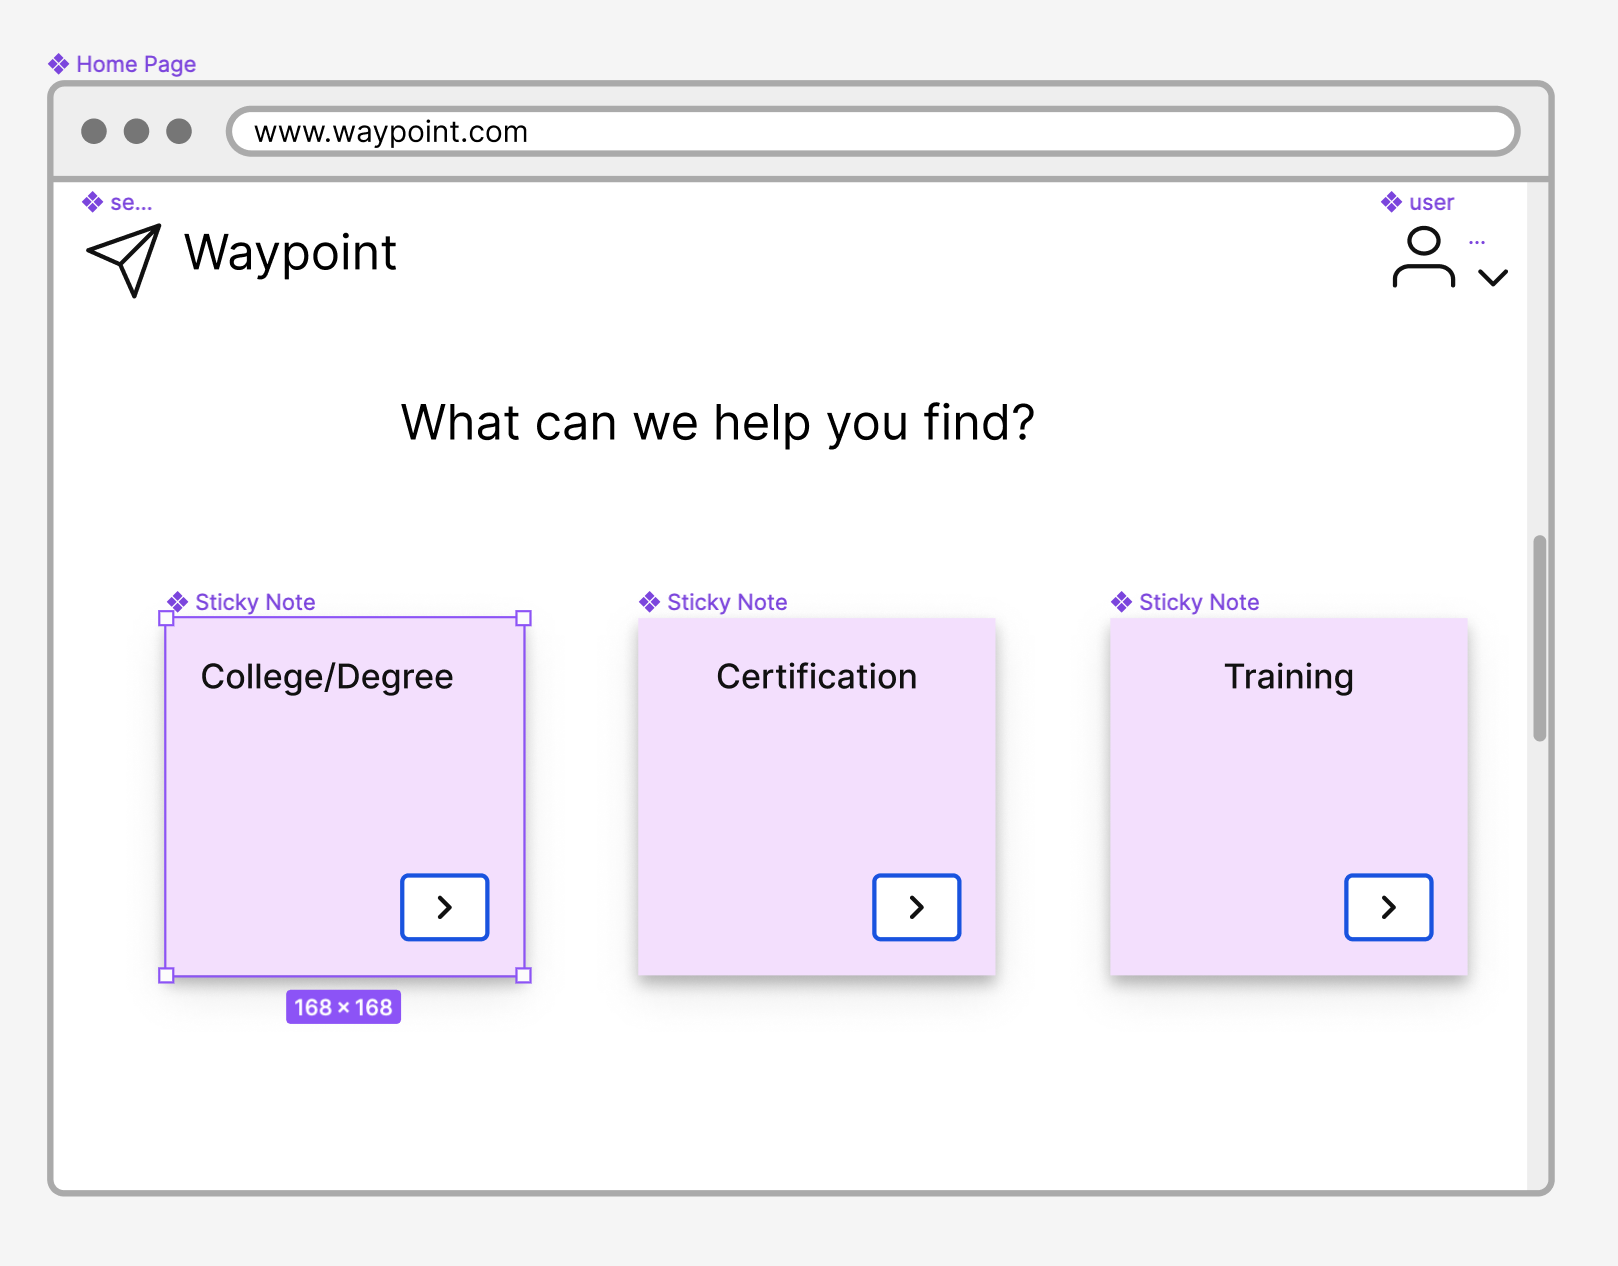 Home Page
www.waypoint.com
se...
user
Waypoint
...
What can we help you find?
Sticky Note
Sticky Note
Sticky Note
College/Degree
Certification
Training
168 × 168